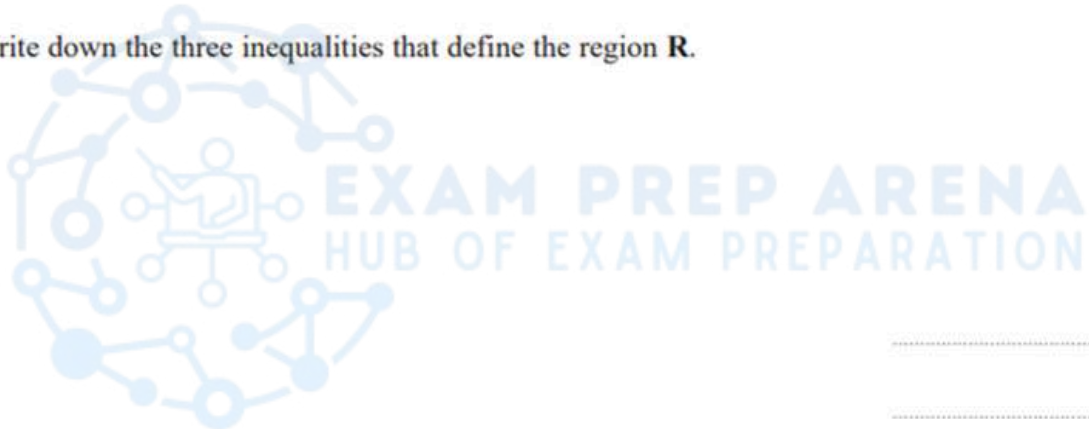 rite down the three inequalities that define the region R.
EXAM PREP ARENA
HUB OF EXAM PREPARATION